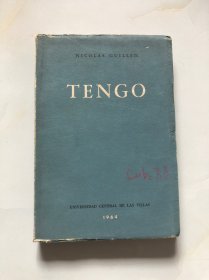 NICOLAS GUILLEN
TENGO
UNIVERSIDAD CENTRAL DE LAS VILLAS
1964